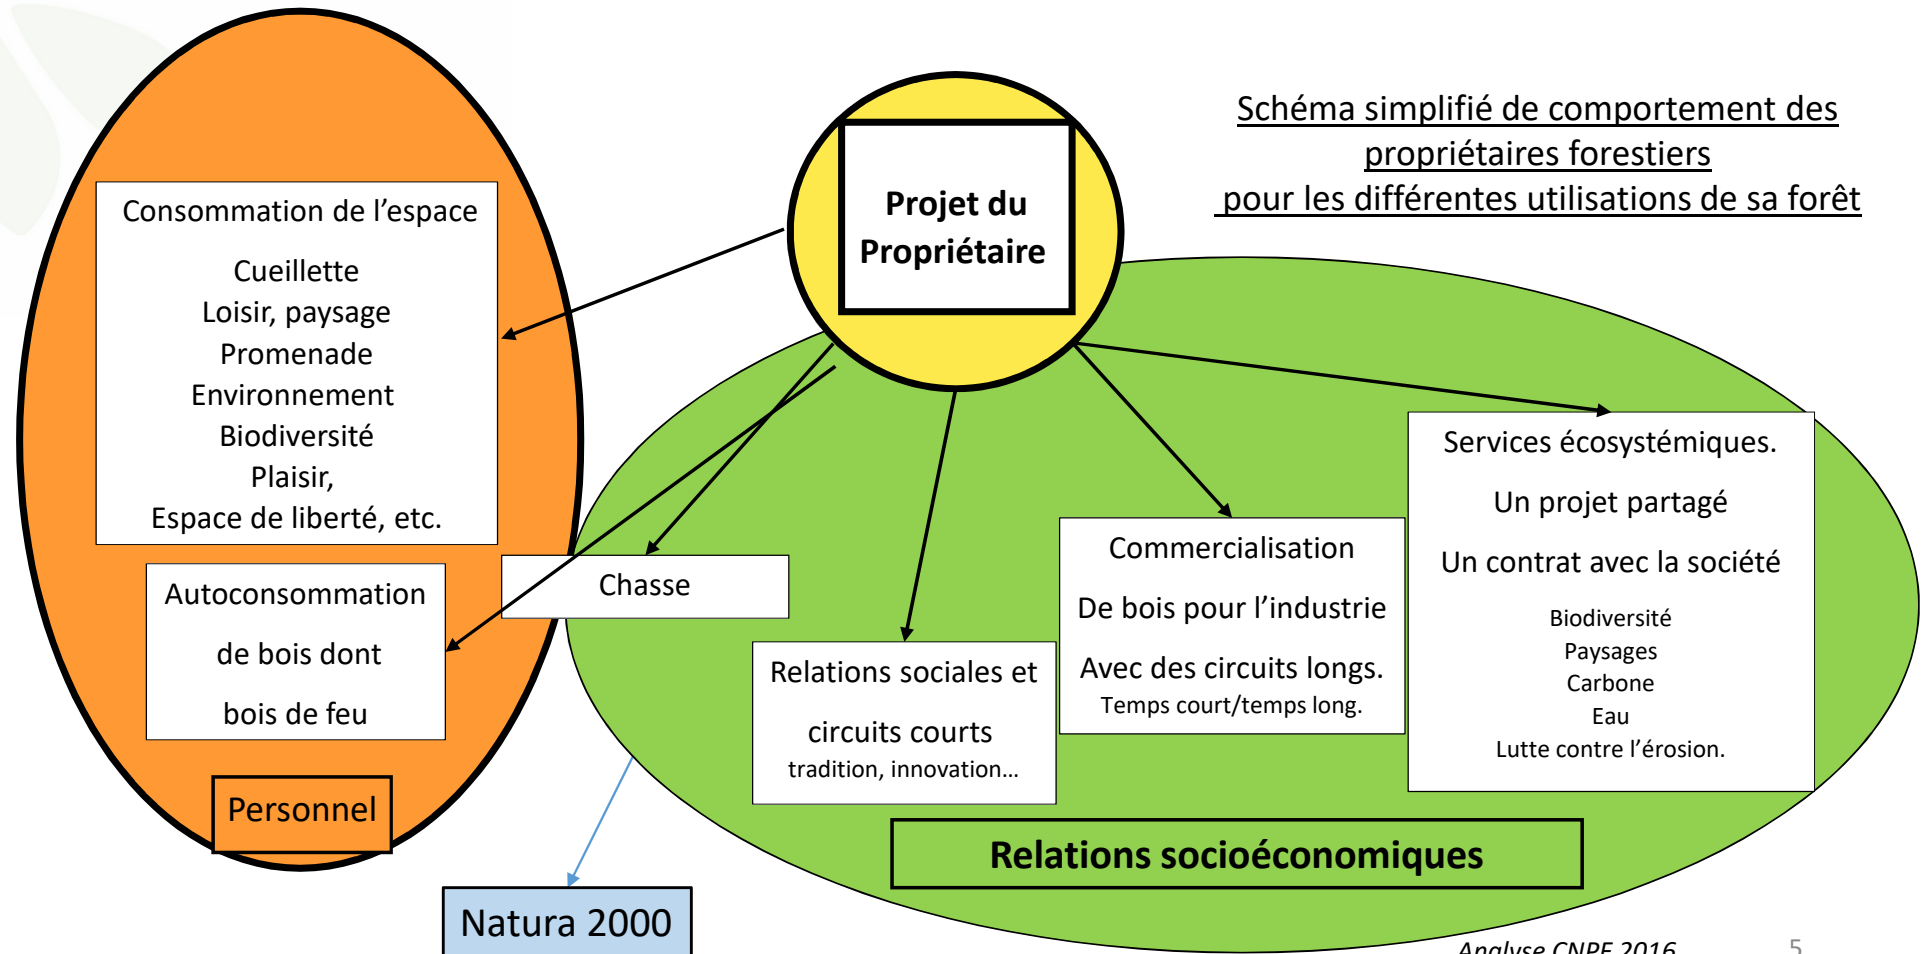 Schéma simplifié de comportement des
propriétaires forestiers
pour les différentes utilisations de sa forêt
Projet du
Propriétaire
Consommation de l’espace
Cueillette
Loisir, paysage
Promenade
Environnement
Biodiversité
Plaisir,
Espace de liberté, etc.
Autoconsommation
de bois dont
bois de feu
Personnel
Chasse
Relations sociales et
circuits courts
tradition, innovation…
Commercialisation
De bois pour l’industrie
Avec des circuits longs.
Temps court/temps long.
Services écosystémiques.
Un projet partagé
Un contrat avec la société
Biodiversité
Paysages
Carbone
Eau
Lutte contre l’érosion.
Relations socioéconomiques
Natura 2000
Analyse CNPF 2016
5